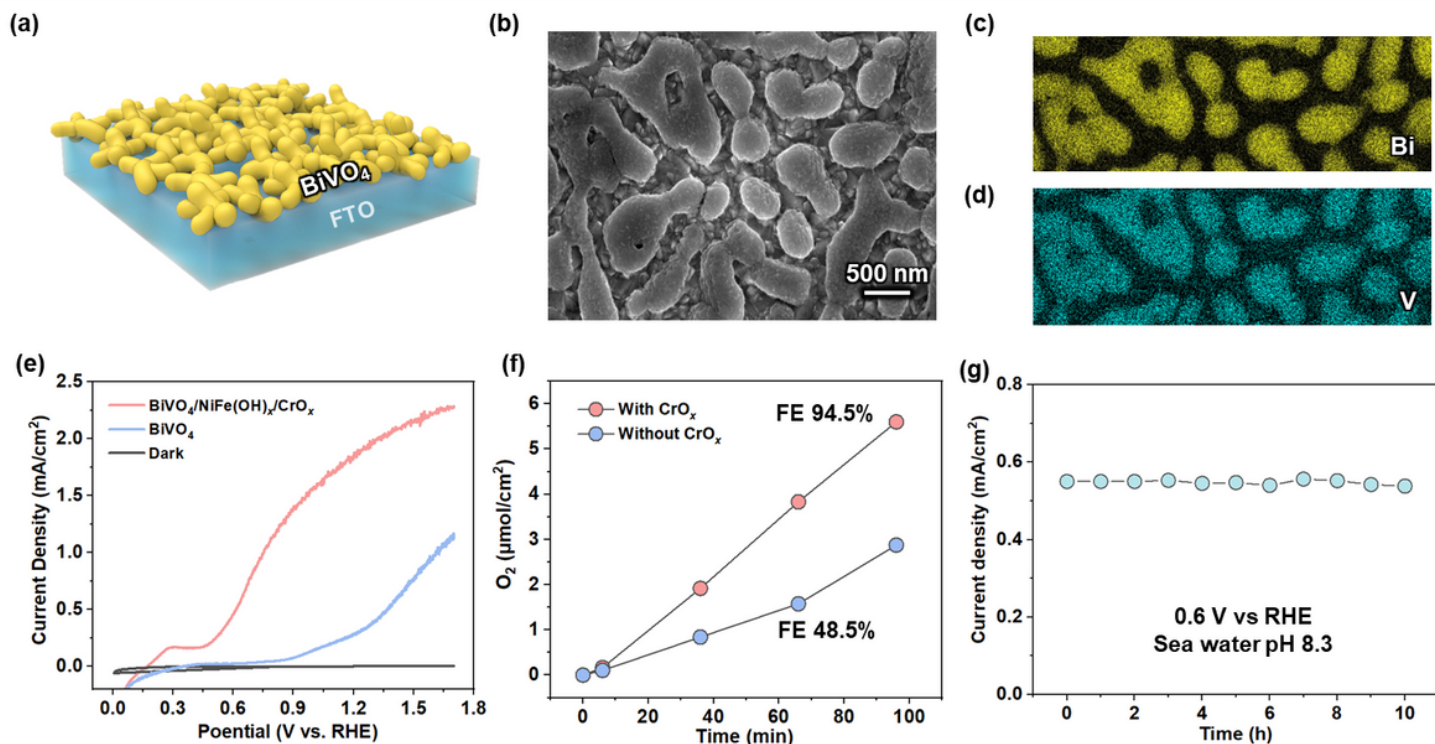 (a)
BiVO₄
FTO
(b)
500 nm
(c)
Bi
(d)
V
(e)
Current Density (mA/cm²)
2.5
2.0
1.5
1.0
0.5
0.0
BiVO₄/NiFe(OH)ₓ/CrOₓ
BiVO₄
Dark
0.0 0.3 0.6 0.9 1.2 1.5 1.8
Potential (V vs. RHE)
(f)
O₂ (μmol/cm²)
6
5
4
3
2
1
0
With CrOₓ
Without CrOₓ
FE 94.5%
FE 48.5%
0 20 40 60 80 100
Time (min)
(g)
Current density (mA/cm²)
0.8
0.6
0.4
0.2
0.0
0.6 V vs RHE
Sea water pH 8.3
0 2 4 6 8 10
Time (h)